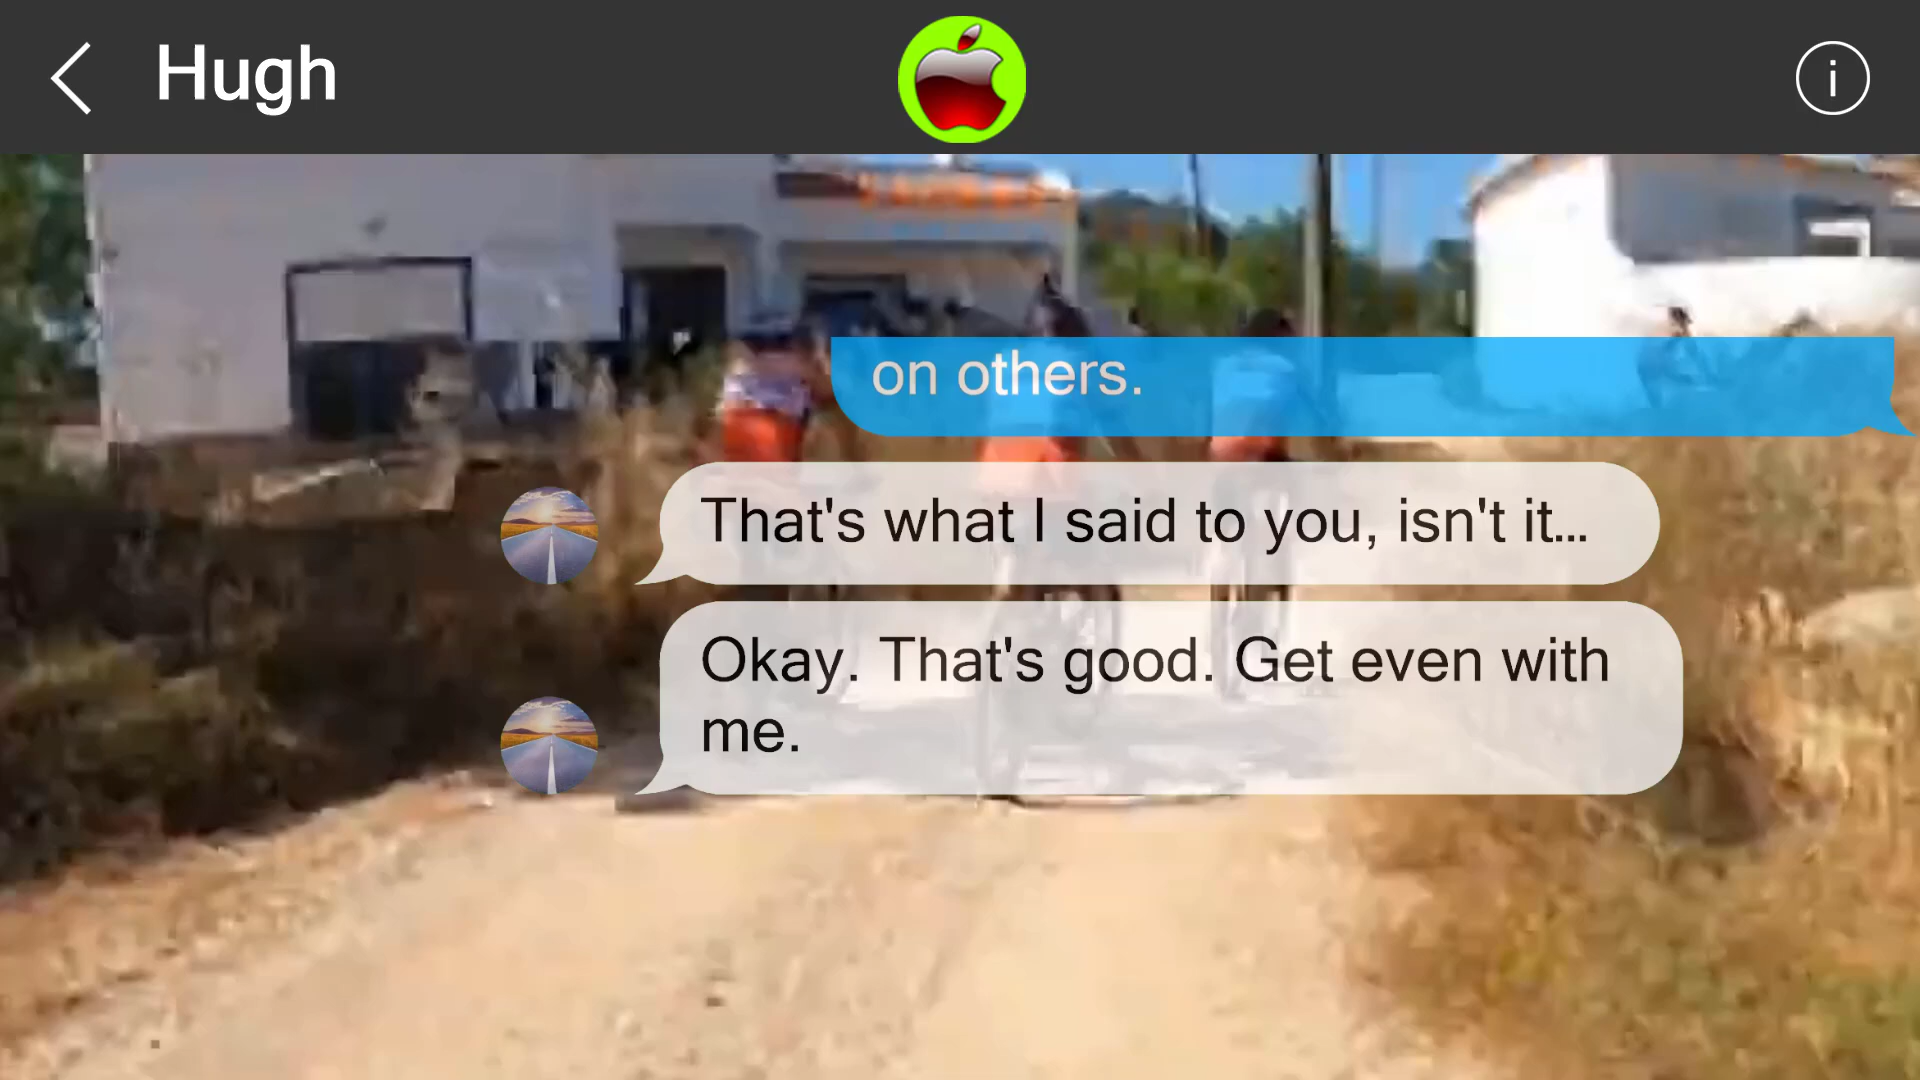 Hugh
on others.
That's what I said to you, isn't it...
Okay. That's good. Get even with
me.